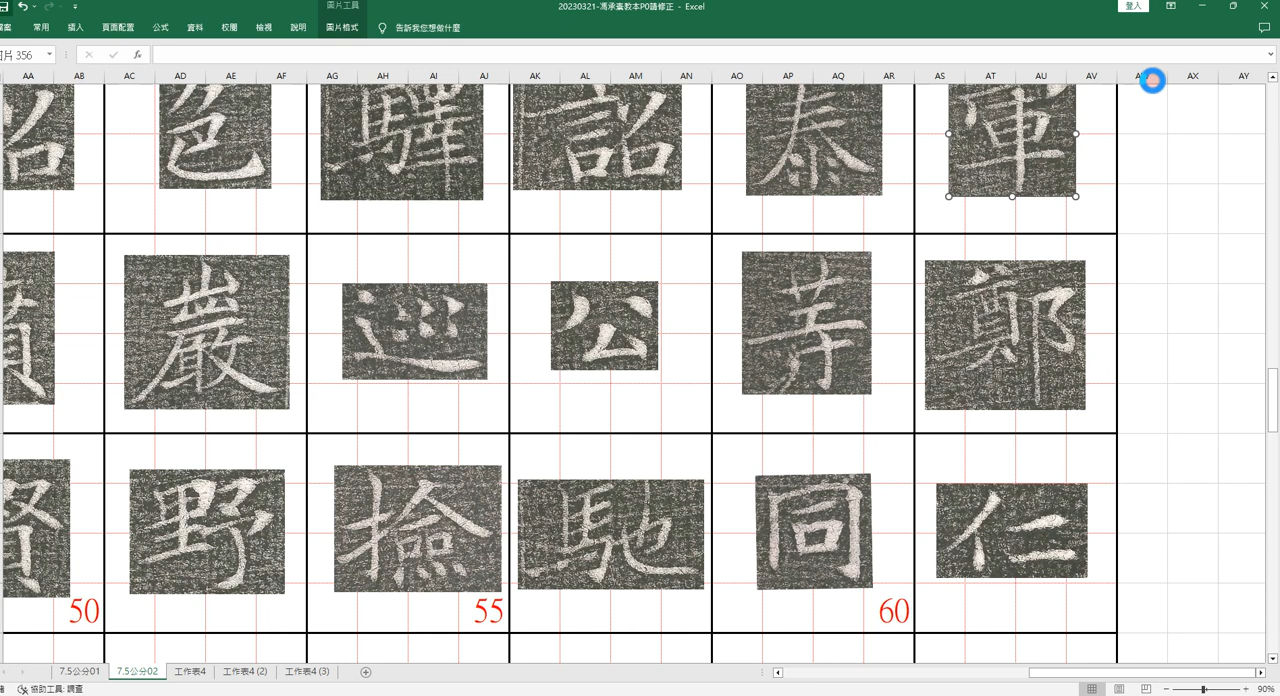 圖片工具
20230321-馮承素教本P0請修正 - Excel
登入
常用 插入 頁面配置 公式 資料 校閱 檢視 說明 圖片格式 告訴我您想做什麼
片 356
fx
AA AB AC AD AE AF AG AH AI AJ AK AL AM AN AO AP AQ AR AS AT AU AV AX AY
色 驛 詔 泰 軍
巖 巡 公 莽 鄭
野 撿 馳 同 仁
50 55 60
7.5公分01 7.5公分02 工作表4 工作表4 (2) 工作表4 (3)
協助工具: 調查
90%